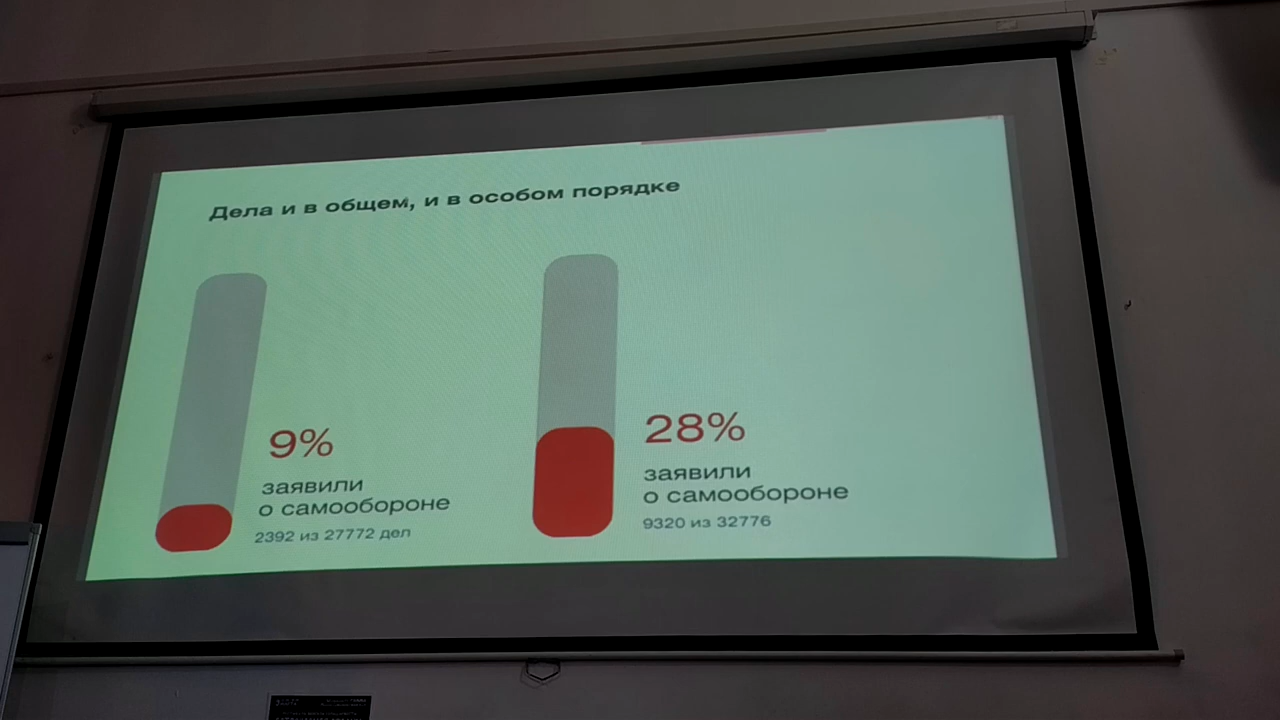 Дела и в общем, и в особом порядке
9%
заявили
о самообороне
2392 из 27772 дел
28%
заявили
о самообороне
9320 из 32776